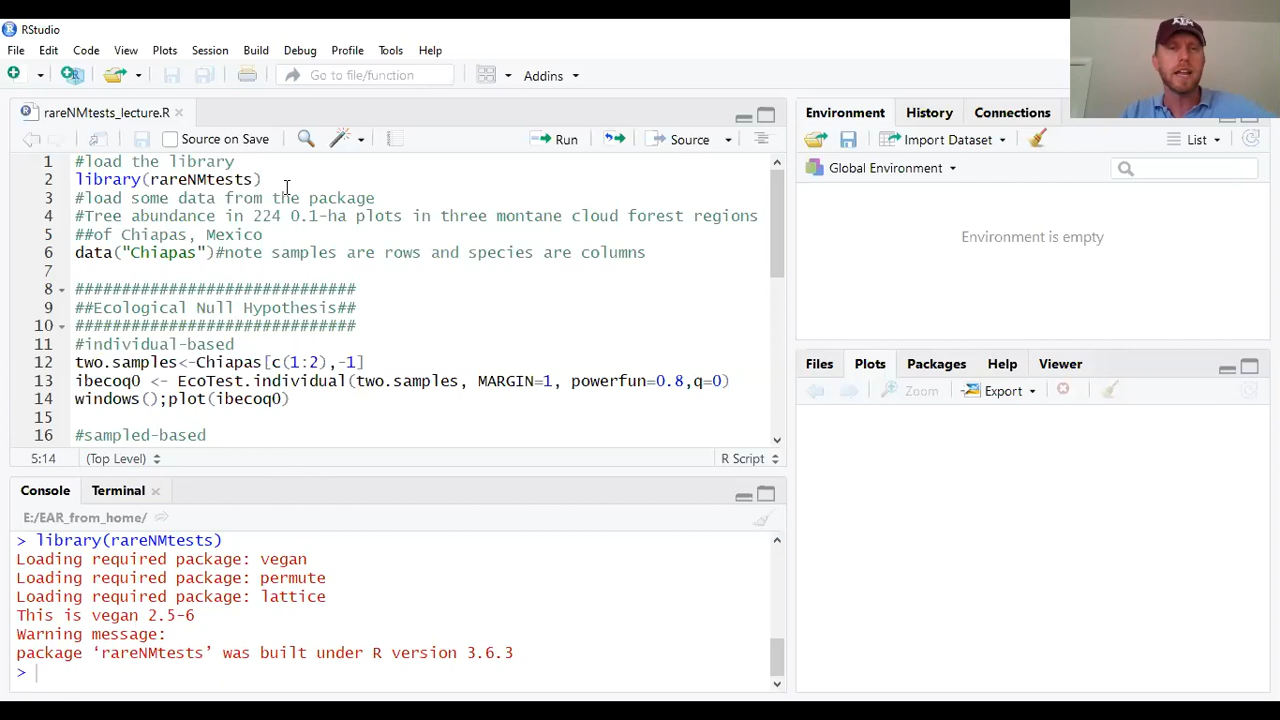 RStudio
File Edit Code View Plots Session Build Debug Profile Tools Help
Go to file/function Addins
rareNMtests_lecture.R
Source on Save Run Source
1 #load the library
2 library(rareNMtests)
3 #load some data from the package
4 #Tree abundance in 224 0.1-ha plots in three montane cloud forest regions
5 ##of Chiapas, Mexico
6 data("Chiapas")#note samples are rows and species are columns
7
8 ##############################
9 ##Ecological Null Hypothesis##
10 ##############################
11 #individual-based
12 two.samples<-Chiapas[c(1:2),-1]
13 ibecoq0 <- EcoTest.individual(two.samples, MARGIN=1, powerfun=0.8,q=0)
14 windows();plot(ibecoq0)
15
16 #sampled-based
5:14 (Top Level) R Script
Console Terminal
E:/EAR_from_home/
> library(rareNMtests)
Loading required package: vegan
Loading required package: permute
Loading required package: lattice
This is vegan 2.5-6
Warning message:
package ‘rareNMtests’ was built under R version 3.6.3
>
Environment History Connections
Import Dataset List
Global Environment
Environment is empty
Files Plots Packages Help Viewer
Zoom Export